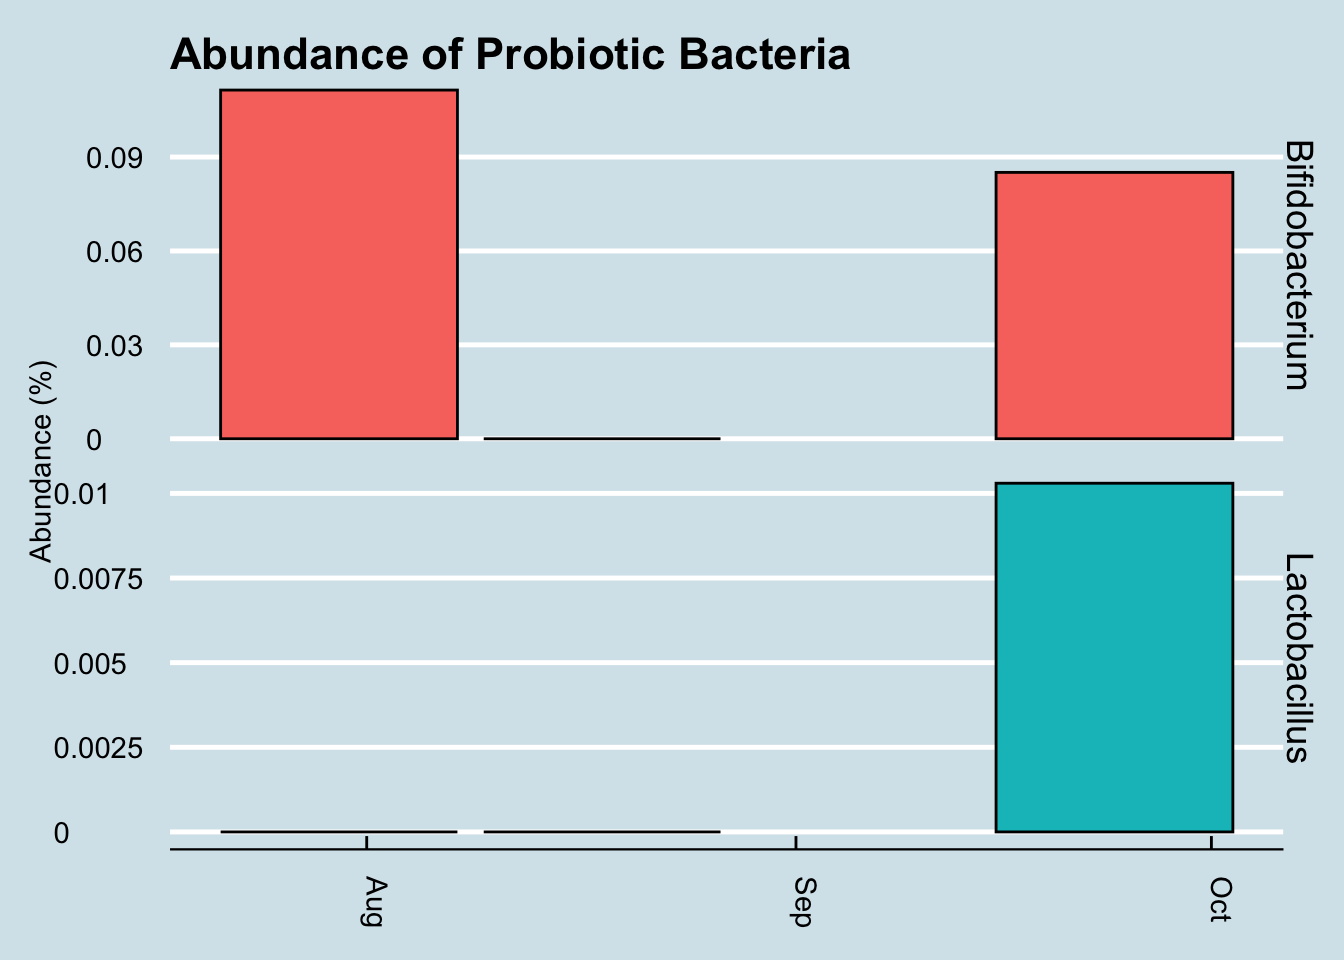 Abundance of Probiotic Bacteria
Abundance (%)
0.09
0.06
0.03
0
Bifidobacterium
0.01
0.0075
0.005
0.0025
0
Lactobacillus
Aug
Sep
Oct